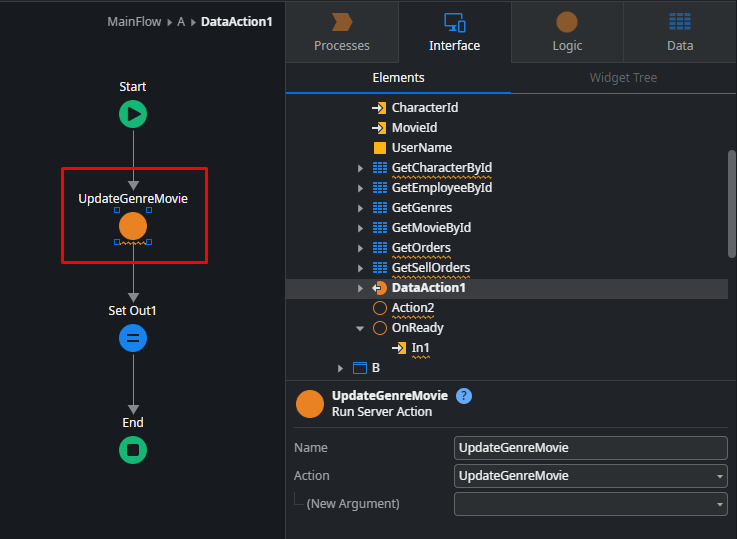 MainFlow ▸ A ▸ DataAction1
Start
UpdateGenreMovie
Set Out1
End
Processes
Interface
Logic
Data
Elements
Widget Tree
CharacterId
MovieId
UserName
GetCharacterById
GetEmployeeById
GetGenres
GetMovieById
GetOrders
GetSellOrders
DataAction1
Action2
OnReady
In1
B
UpdateGenreMovie ?
Run Server Action
Name UpdateGenreMovie
Action UpdateGenreMovie
(New Argument)